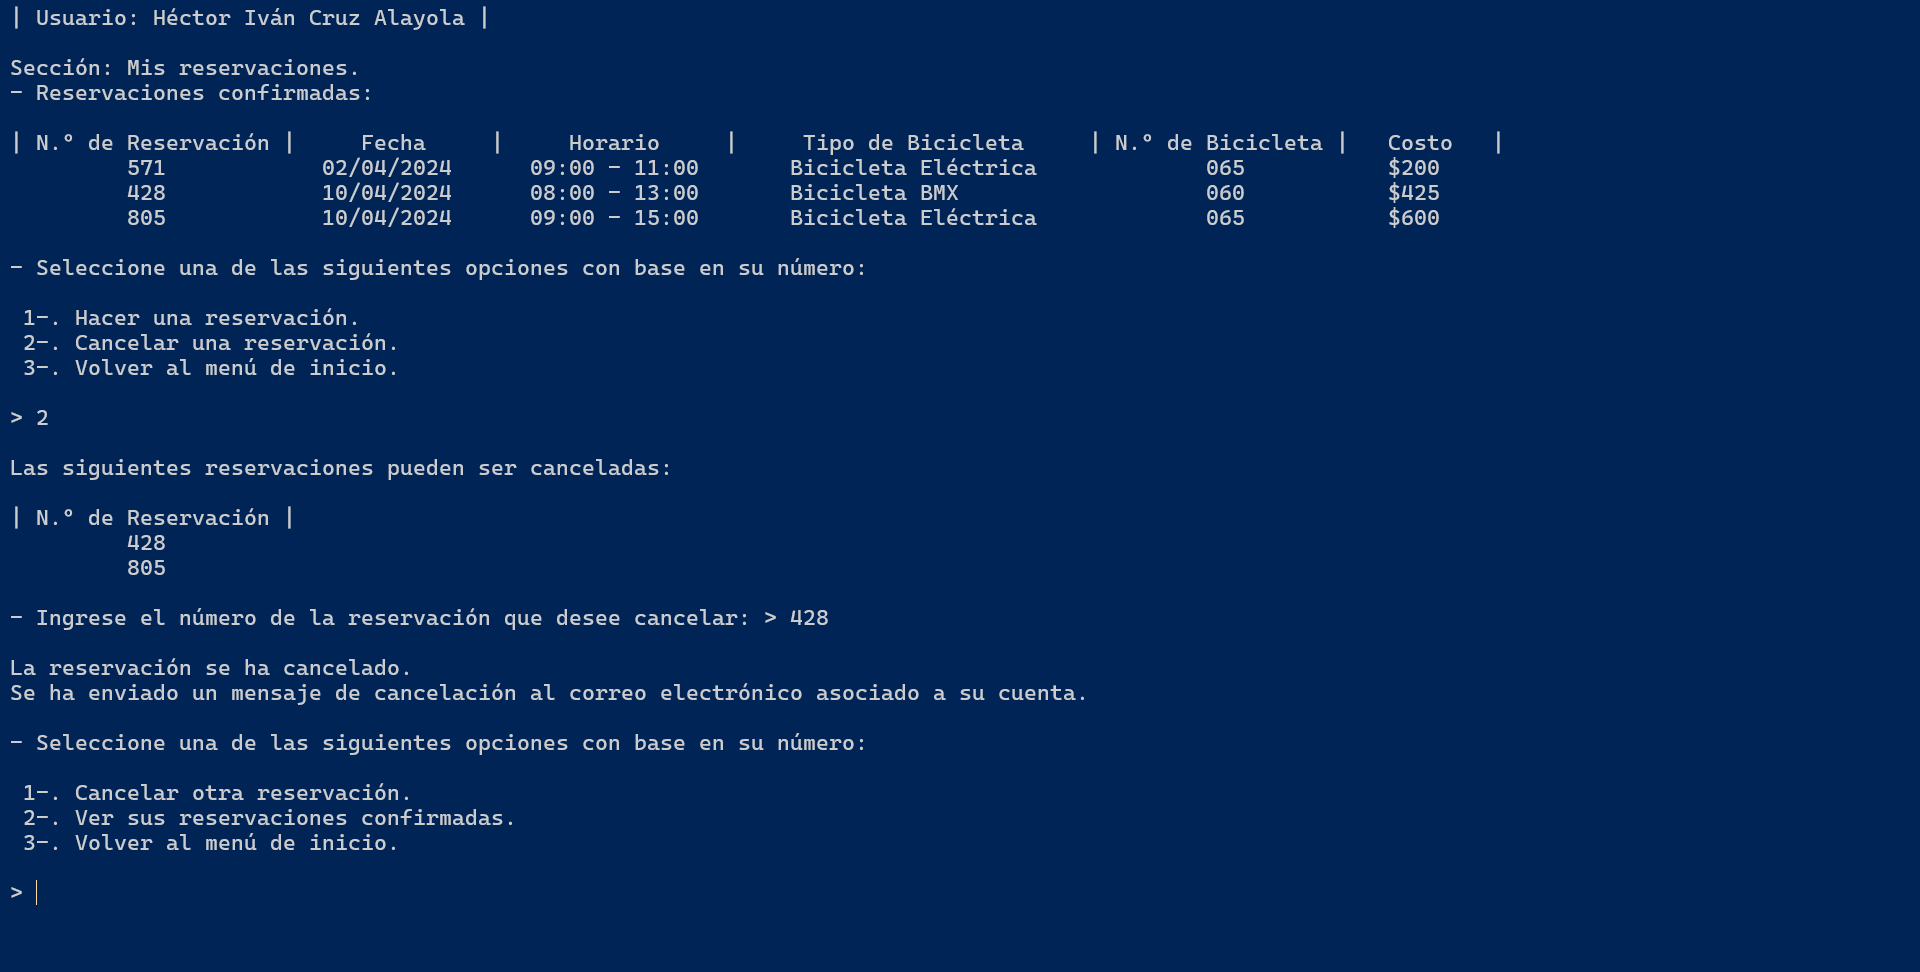 | Usuario: Héctor Iván Cruz Alayola |
Sección: Mis reservaciones.
- Reservaciones confirmadas:
| N.º de Reservación | Fecha | Horario | Tipo de Bicicleta | N.º de Bicicleta | Costo |
571 02/04/2024 09:00 - 11:00 Bicicleta Eléctrica 065 $200
428 10/04/2024 08:00 - 13:00 Bicicleta BMX 060 $425
805 10/04/2024 09:00 - 15:00 Bicicleta Eléctrica 065 $600
- Seleccione una de las siguientes opciones con base en su número:
1-. Hacer una reservación.
2-. Cancelar una reservación.
3-. Volver al menú de inicio.
> 2
Las siguientes reservaciones pueden ser canceladas:
| N.º de Reservación |
428
805
- Ingrese el número de la reservación que desee cancelar: > 428
La reservación se ha cancelado.
Se ha enviado un mensaje de cancelación al correo electrónico asociado a su cuenta.
- Seleccione una de las siguientes opciones con base en su número:
1-. Cancelar otra reservación.
2-. Ver sus reservaciones confirmadas.
3-. Volver al menú de inicio.
>